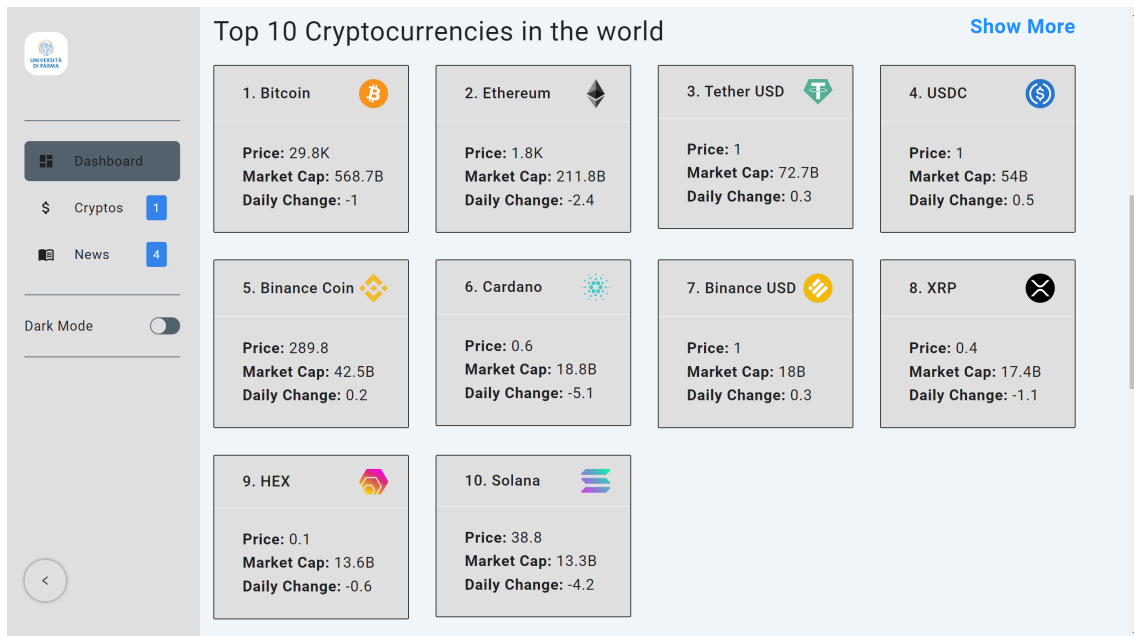 UNIVERSITÀ
DI PARMA
Dashboard
Cryptos 1
News 4
Dark Mode
<
Top 10 Cryptocurrencies in the world
Show More
1. Bitcoin
Price: 29.8K
Market Cap: 568.7B
Daily Change: -1
2. Ethereum
Price: 1.8K
Market Cap: 211.8B
Daily Change: -2.4
3. Tether USD
Price: 1
Market Cap: 72.7B
Daily Change: 0.3
4. USDC
Price: 1
Market Cap: 54B
Daily Change: 0.5
5. Binance Coin
Price: 289.8
Market Cap: 42.5B
Daily Change: 0.2
6. Cardano
Price: 0.6
Market Cap: 18.8B
Daily Change: -5.1
7. Binance USD
Price: 1
Market Cap: 18B
Daily Change: 0.3
8. XRP
Price: 0.4
Market Cap: 17.4B
Daily Change: -1.1
9. HEX
Price: 0.1
Market Cap: 13.6B
Daily Change: -0.6
10. Solana
Price: 38.8
Market Cap: 13.3B
Daily Change: -4.2